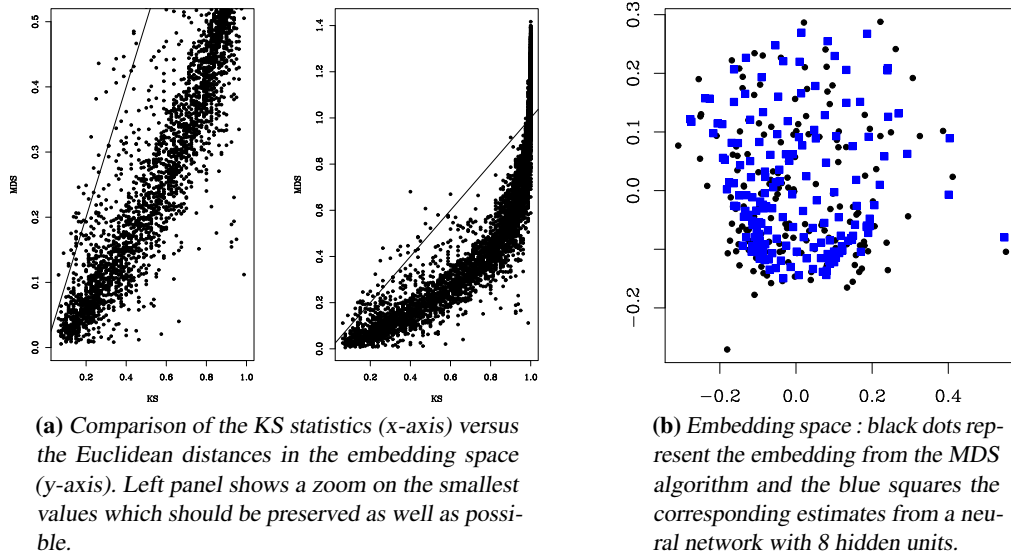 0.5
0.4
0.3
0.2
0.1
0.0
MDS
0.2 0.4 0.6 0.8 1.0
KS
1.4
1.2
1.0
0.8
0.6
0.4
0.2
0.0
MDS
0.2 0.4 0.6 0.8 1.0
KS
0.3
0.2
0.1
0.0
−0.2
−0.2 0.0 0.2 0.4
(a) Comparison of the KS statistics (x-axis) versus
the Euclidean distances in the embedding space
(y-axis). Left panel shows a zoom on the smallest
values which should be preserved as well as possi-
ble.
(b) Embedding space : black dots rep-
resent the embedding from the MDS
algorithm and the blue squares the
corresponding estimates from a neu-
ral network with 8 hidden units.